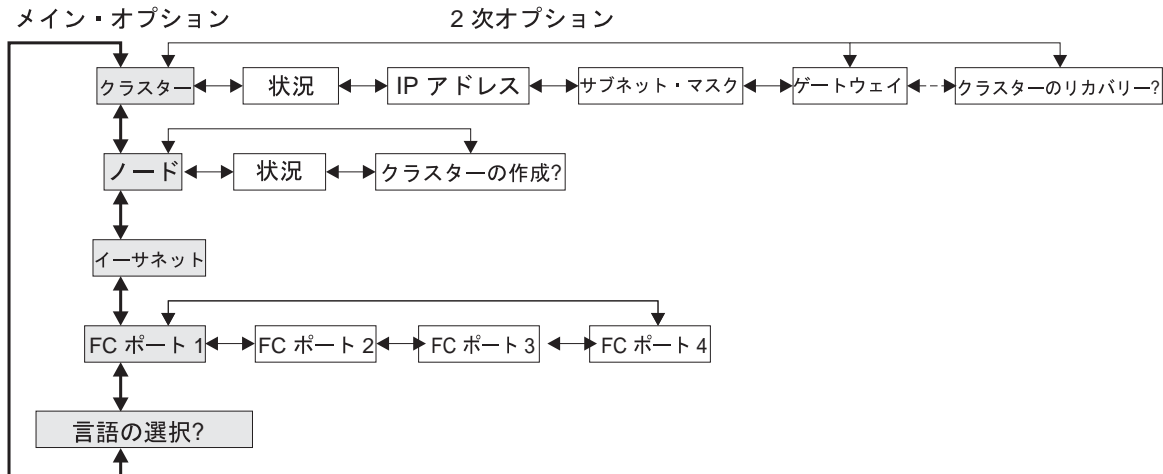 メイン・オプション 2 次オプション
クラスター 状況 IP アドレス サブネット・マスク ゲートウェイ クラスターのリカバリー?
ノード 状況 クラスターの作成?
イーサネット
FC ポート 1 FC ポート 2 FC ポート 3 FC ポート 4
言語の選択?